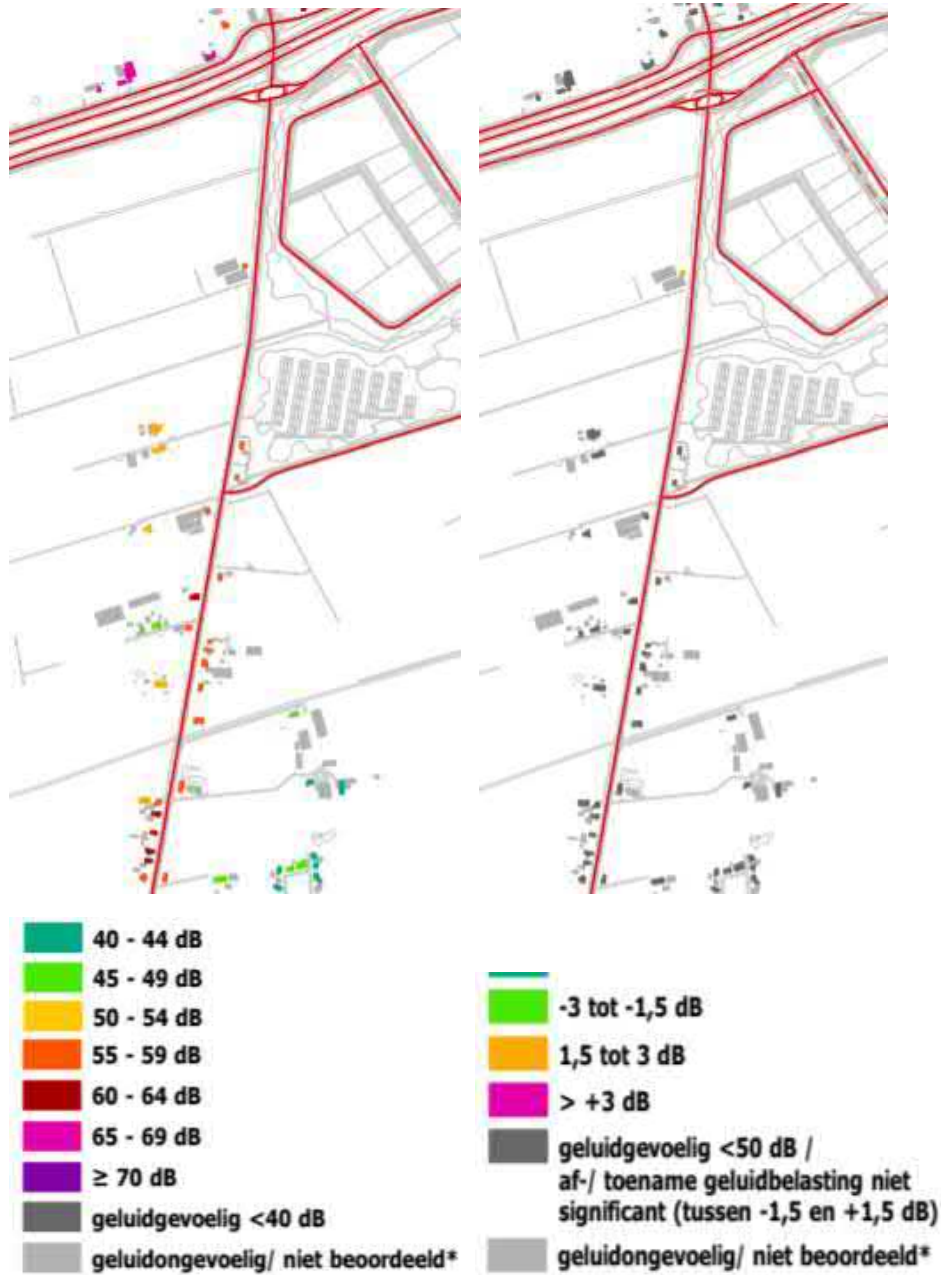 40 - 44 dB
45 - 49 dB
50 - 54 dB
55 - 59 dB
60 - 64 dB
65 - 69 dB
≥ 70 dB
geluidgevoelig <40 dB
geluidongevoelig/ niet beoordeeld*
-3 tot -1,5 dB
1,5 tot 3 dB
> +3 dB
geluidgevoelig <50 dB /
af-/ toename geluidbelasting niet
significant (tussen -1,5 en +1,5 dB)
geluidongevoelig/ niet beoordeeld*